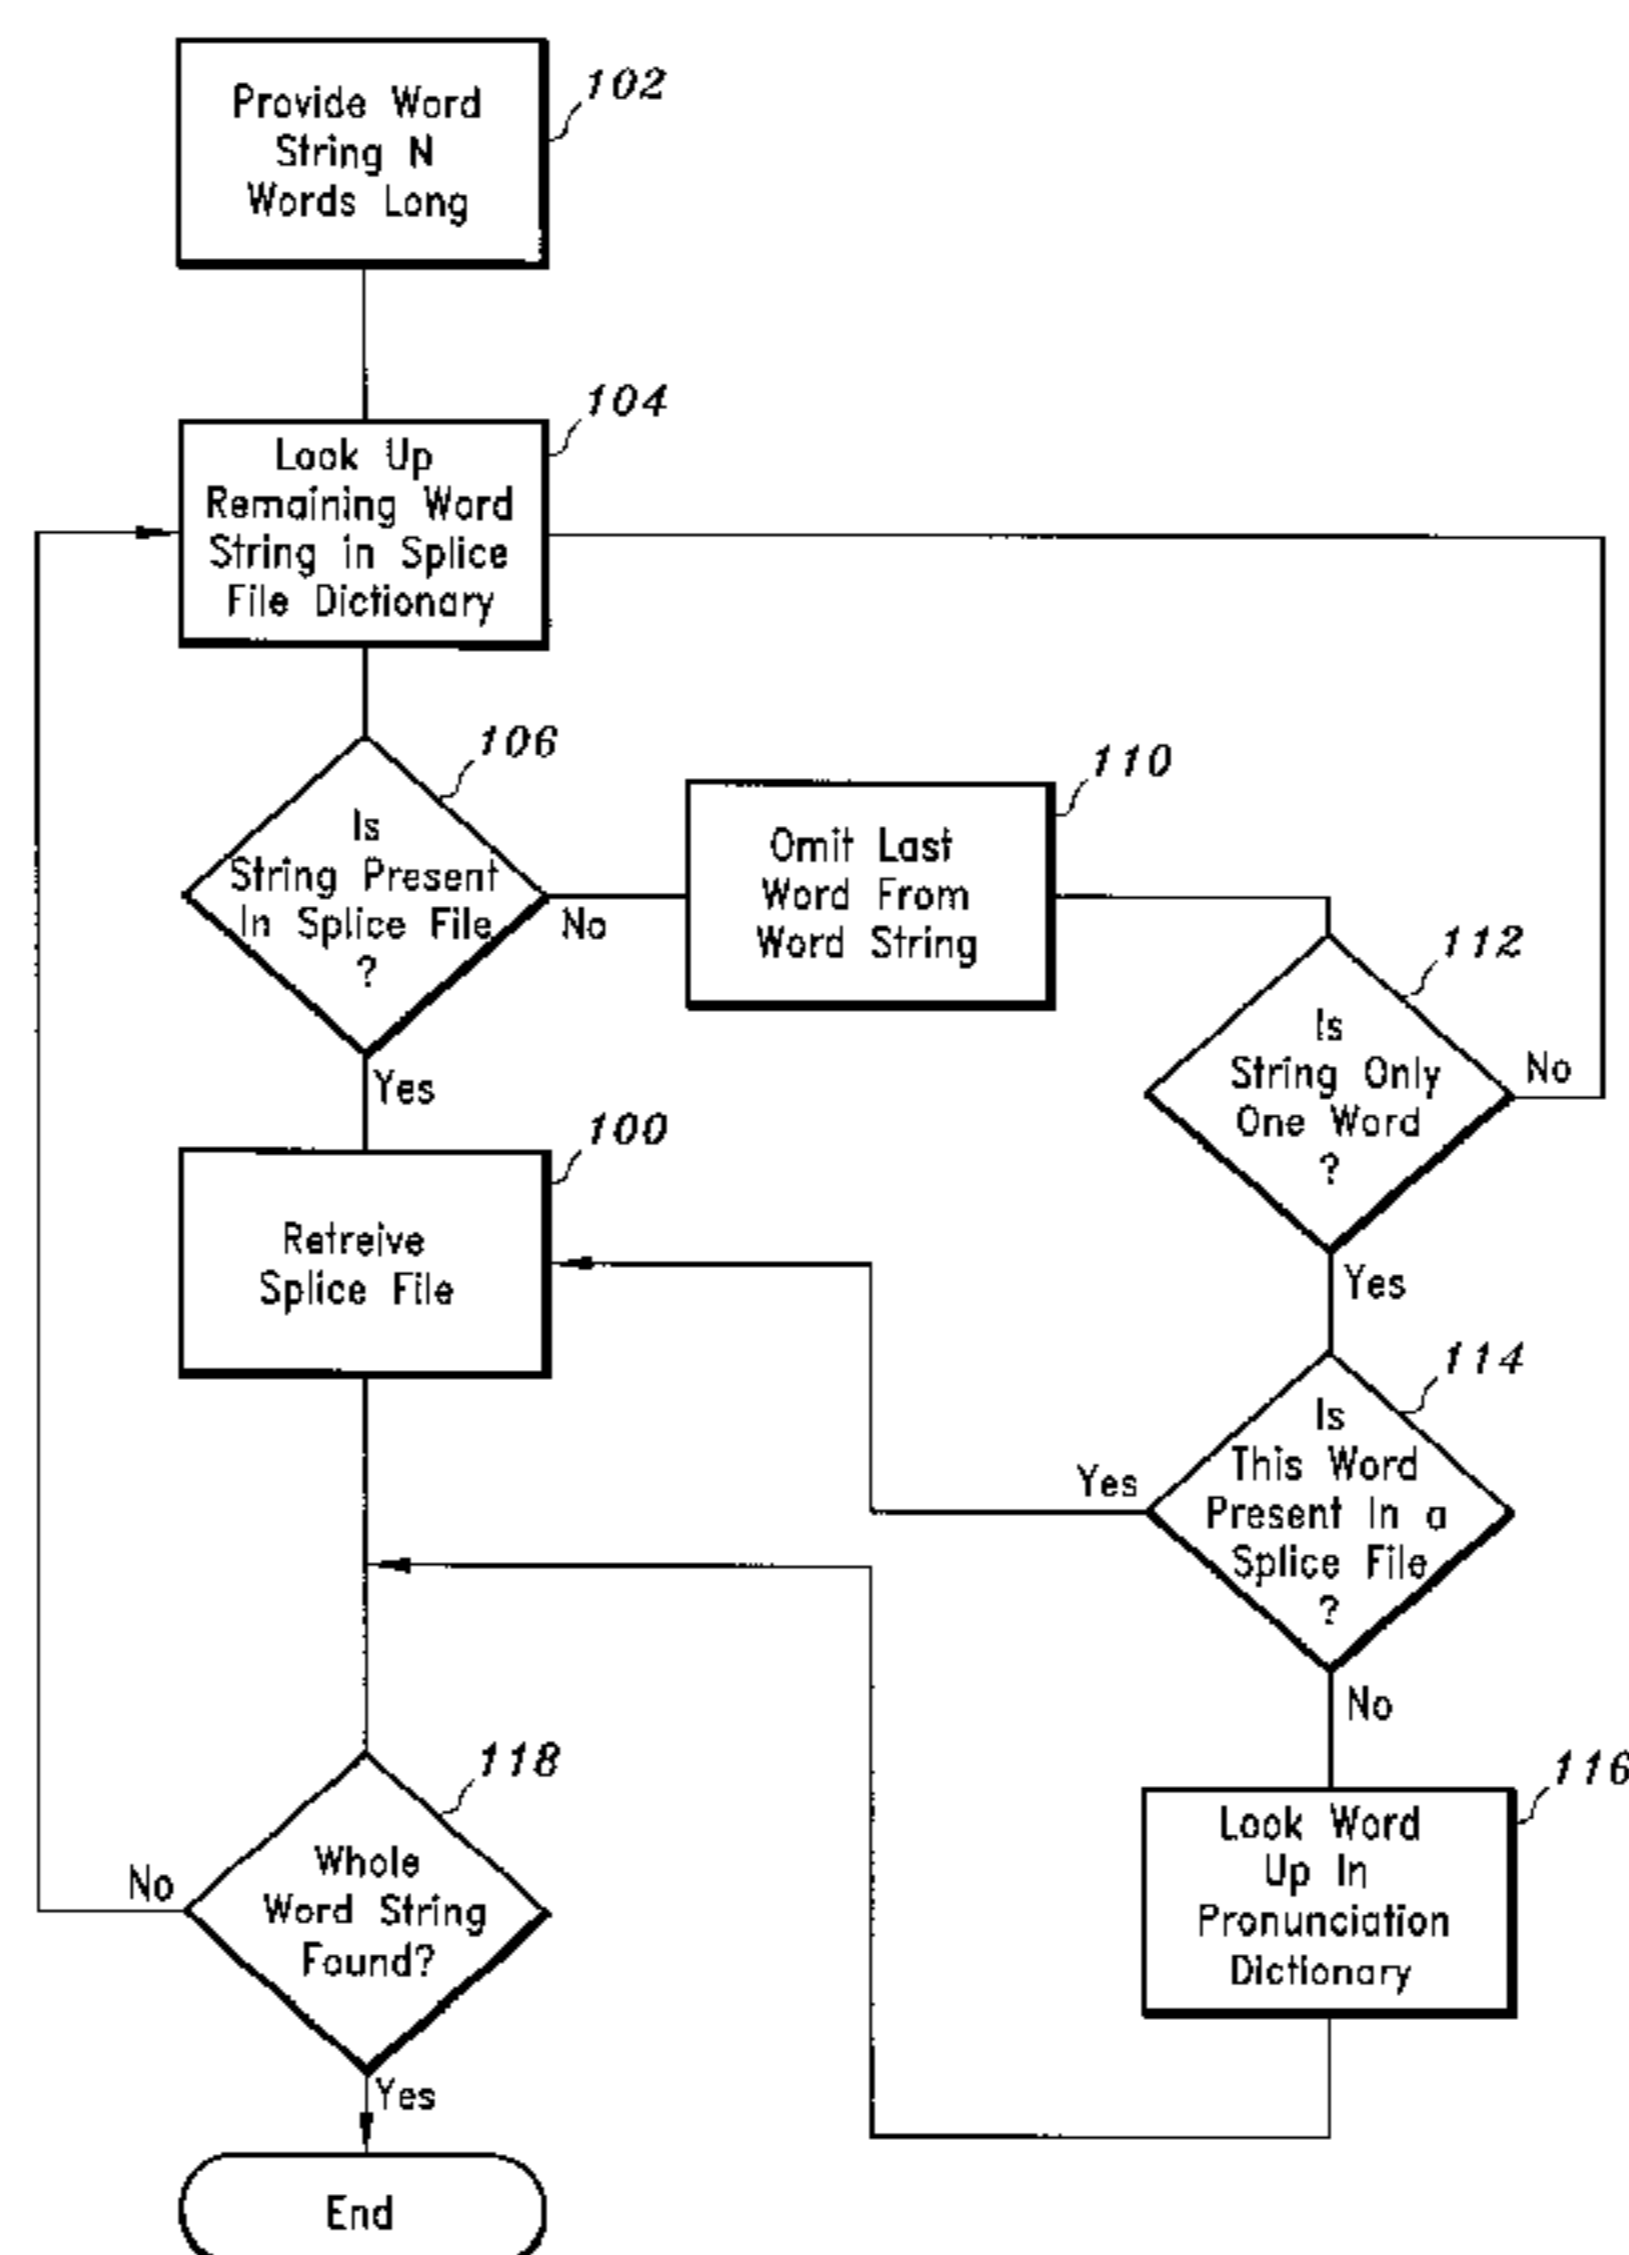 Provide Word
String N
Words Long
102
Look Up
Remaining Word
String in Splice
File Dictionary
104
Is
String Present
In Splice File
?
106
No
Yes
Omit Last
Word From
Word String
110
Is
String Only
One Word
?
112
No
Yes
Retreive
Splice File
100
Is
This Word
Present In a
Splice File
?
114
Yes
No
Look Word
Up In
Pronunciation
Dictionary
116
Whole
Word String
Found?
118
No
Yes
End